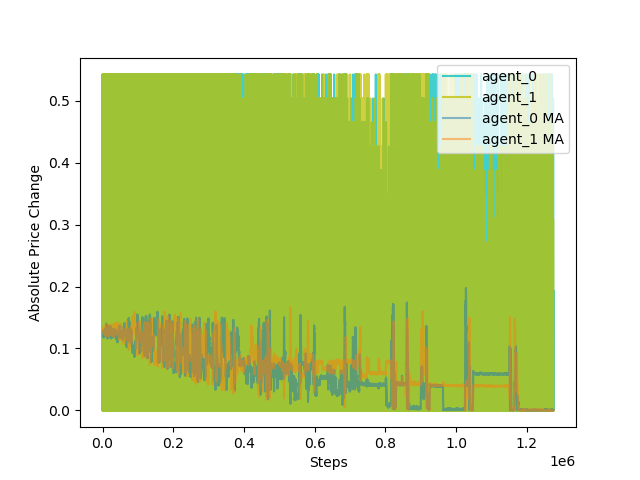 agent_0
agent_1
agent_0 MA
agent_1 MA
0.5
0.4
0.3
0.2
0.1
0.0
Absolute Price Change
0.0 0.2 0.4 0.6 0.8 1.0 1.2
1e6
Steps